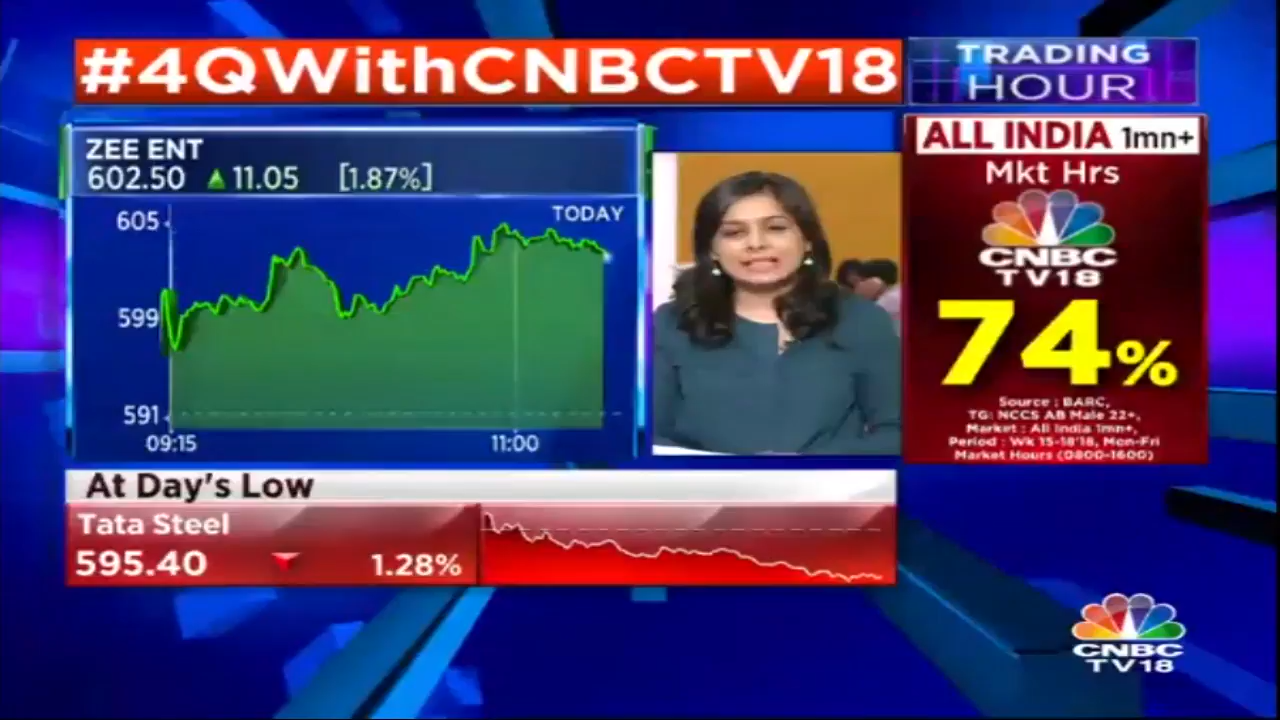 #4QWithCNBCTV18
TRADING
HOUR
ZEE ENT
602.50 ▲ 11.05 [1.87%]
TODAY
605
599
591
09:15 11:00
ALL INDIA 1mn+
Mkt Hrs
CNBC
TV18
74%
Source : BARC,
TG: NCCS AB Male 22+,
Market : All India 1mn+,
Period : Wk 15-18'18, Mon-Fri
Market Hours (0800-1600)
At Day's Low
Tata Steel
595.40 ▼ 1.28%
CNBC
TV18